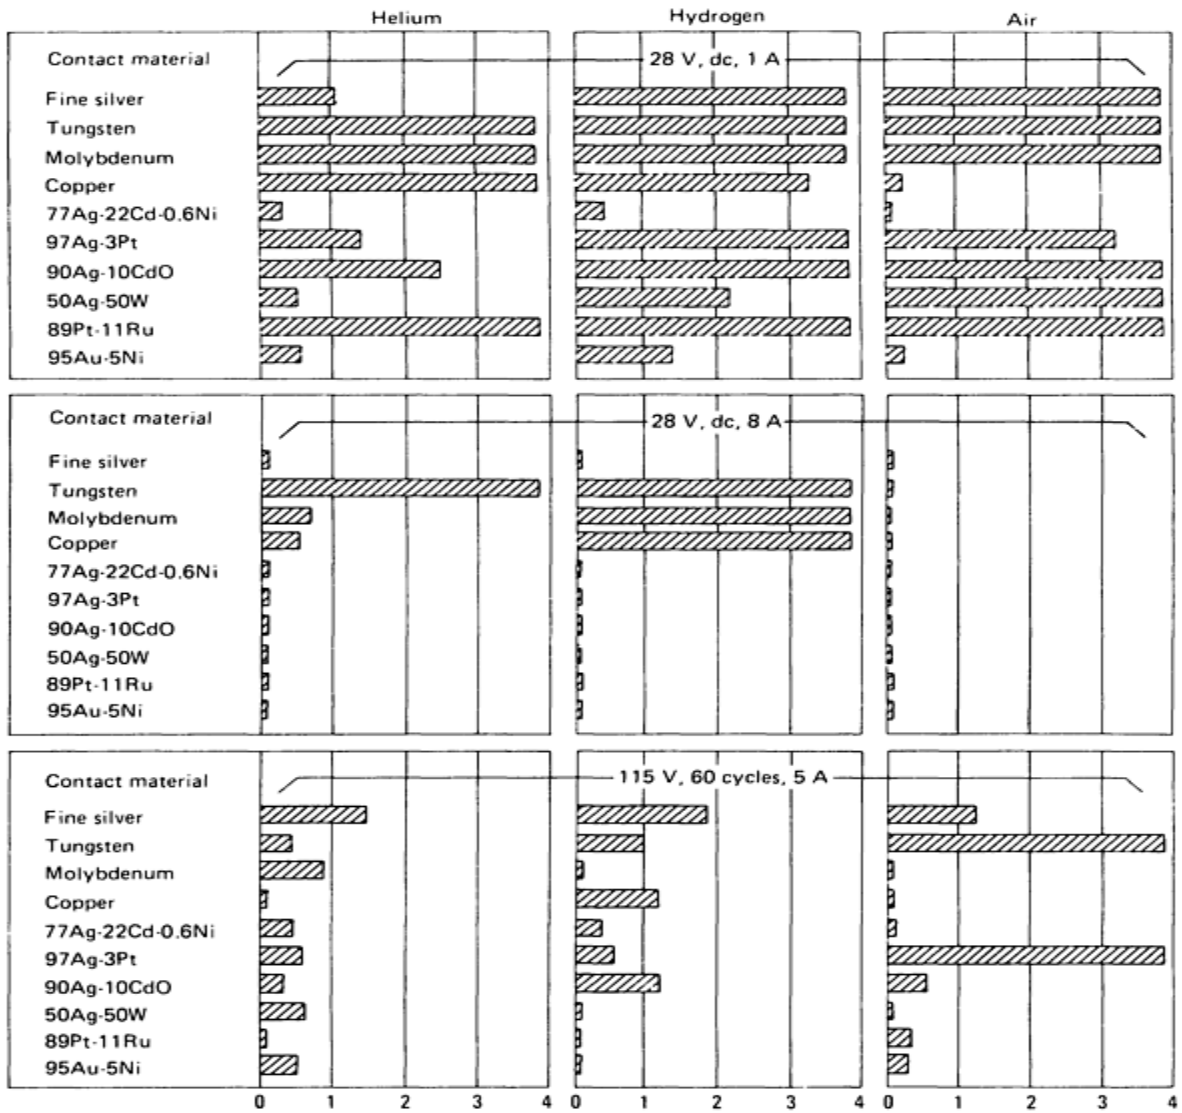 Helium Hydrogen Air
Contact material 28 V, dc, 1 A
Fine silver
Tungsten
Molybdenum
Copper
77Ag-22Cd-0.6Ni
97Ag-3Pt
90Ag-10CdO
50Ag-50W
89Pt-11Ru
95Au-5Ni
Contact material 28 V, dc, 8 A
Fine silver
Tungsten
Molybdenum
Copper
77Ag-22Cd-0.6Ni
97Ag-3Pt
90Ag-10CdO
50Ag-50W
89Pt-11Ru
95Au-5Ni
Contact material 115 V, 60 cycles, 5 A
Fine silver
Tungsten
Molybdenum
Copper
77Ag-22Cd-0.6Ni
97Ag-3Pt
90Ag-10CdO
50Ag-50W
89Pt-11Ru
95Au-5Ni
0 1 2 3 4 0 1 2 3 4 0 1 2 3 4